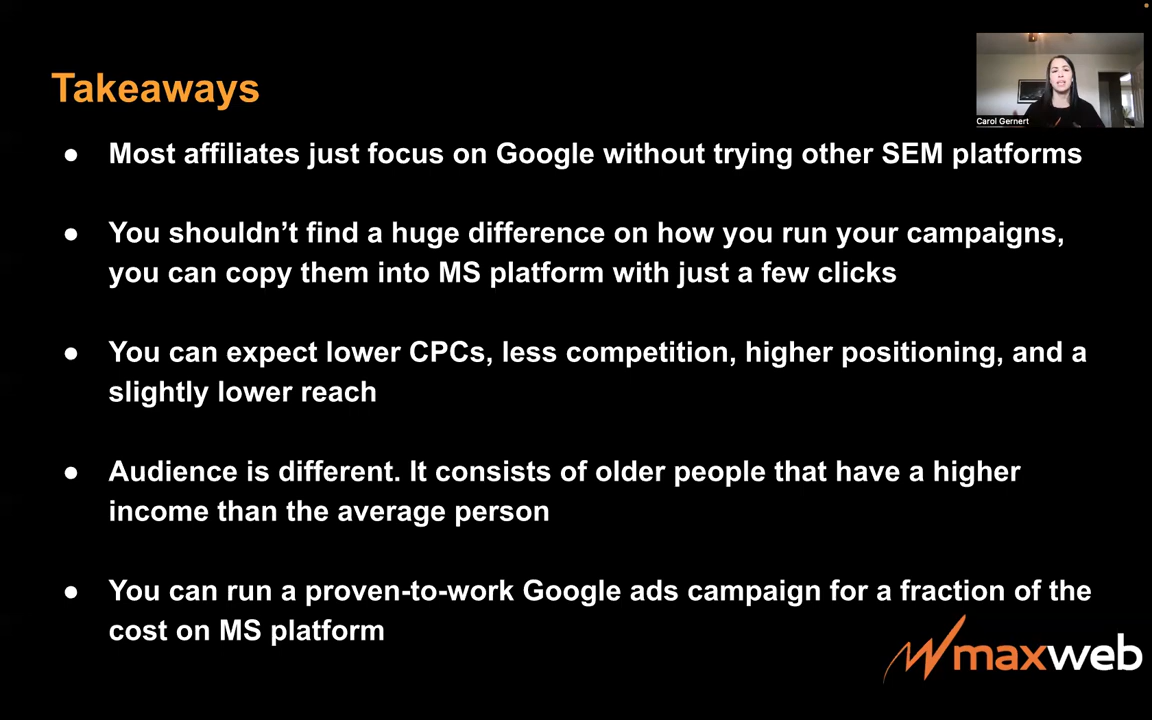 Takeaways
Carol Gernert
● Most affiliates just focus on Google without trying other SEM platforms
● You shouldn’t find a huge difference on how you run your campaigns,
you can copy them into MS platform with just a few clicks
● You can expect lower CPCs, less competition, higher positioning, and a
slightly lower reach
● Audience is different. It consists of older people that have a higher
income than the average person
● You can run a proven-to-work Google ads campaign for a fraction of the
cost on MS platform
maxweb